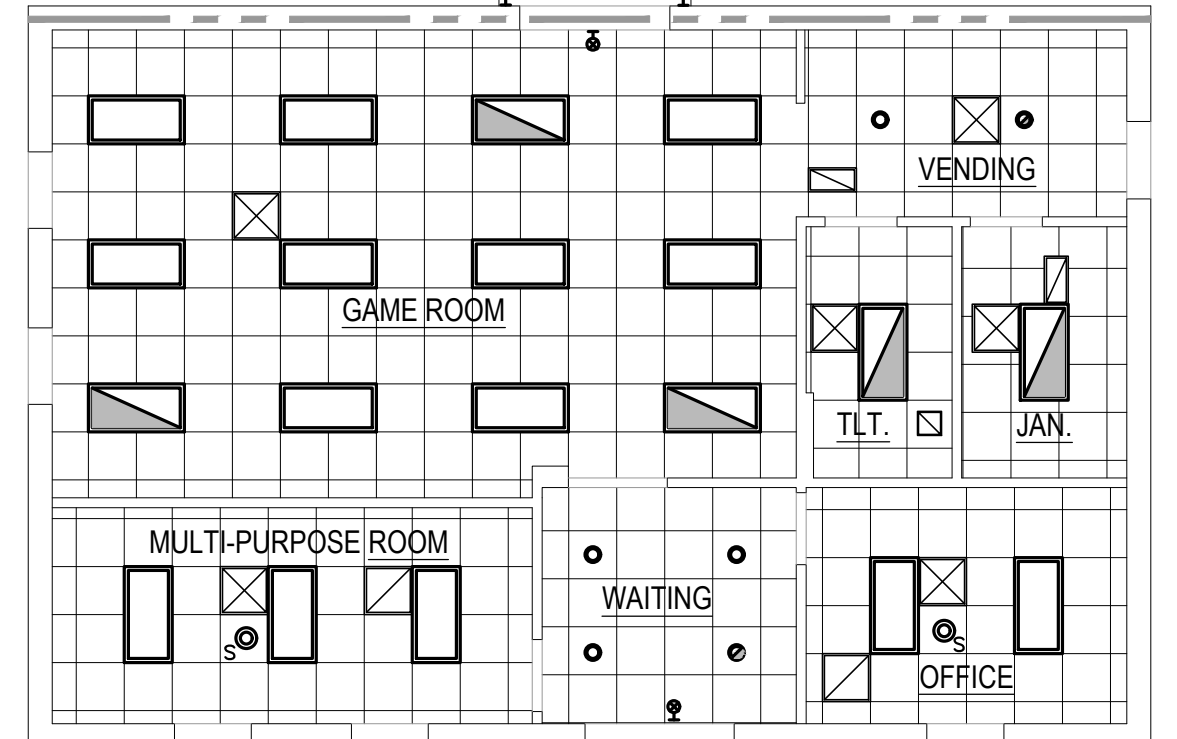 VENDING
GAME ROOM
TLT.
JAN.
MULTI-PURPOSE ROOM
WAITING
S
S
OFFICE